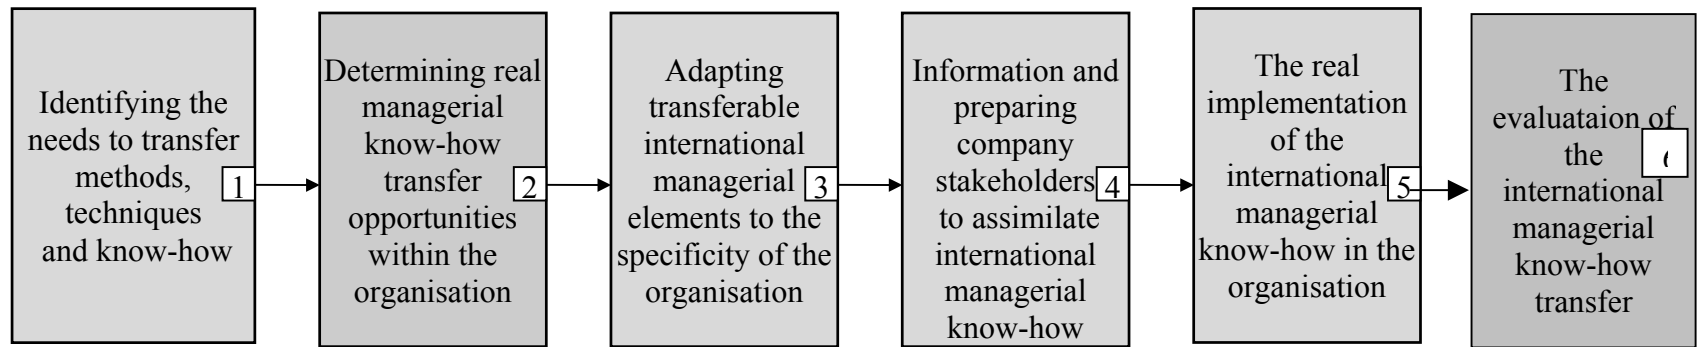 Identifying the
needs to transfer
methods,
techniques
and know-how
1
Determining real
managerial
know-how
transfer
opportunities
within the
organisation
2
Adapting
transferable
international
managerial
elements to the
specificity of the
organisation
3
Information and
preparing
company
stakeholders
to assimilate
international
managerial
know-how
4
The real
implementation
of the
international
managerial
know-how in the
organisation
5
The
evaluataion of
the
international
managerial
know-how
transfer